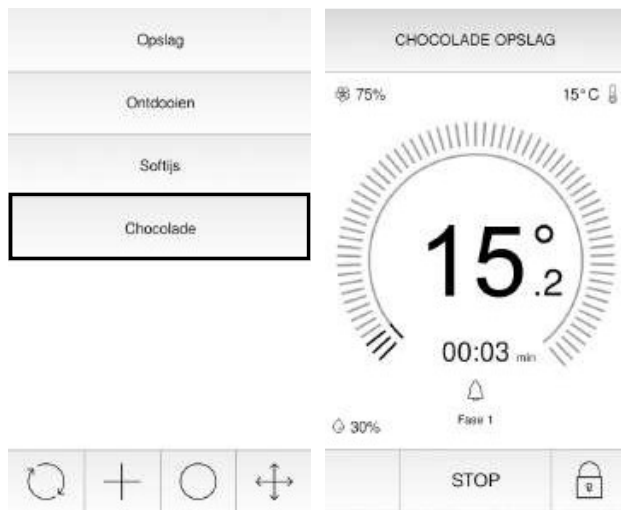 Opslag
Ontdooien
Softijs
Chocolade
CHOCOLADE OPSLAG
75%
15°C
15°.2
00:03 min
Fase 1
30%
STOP